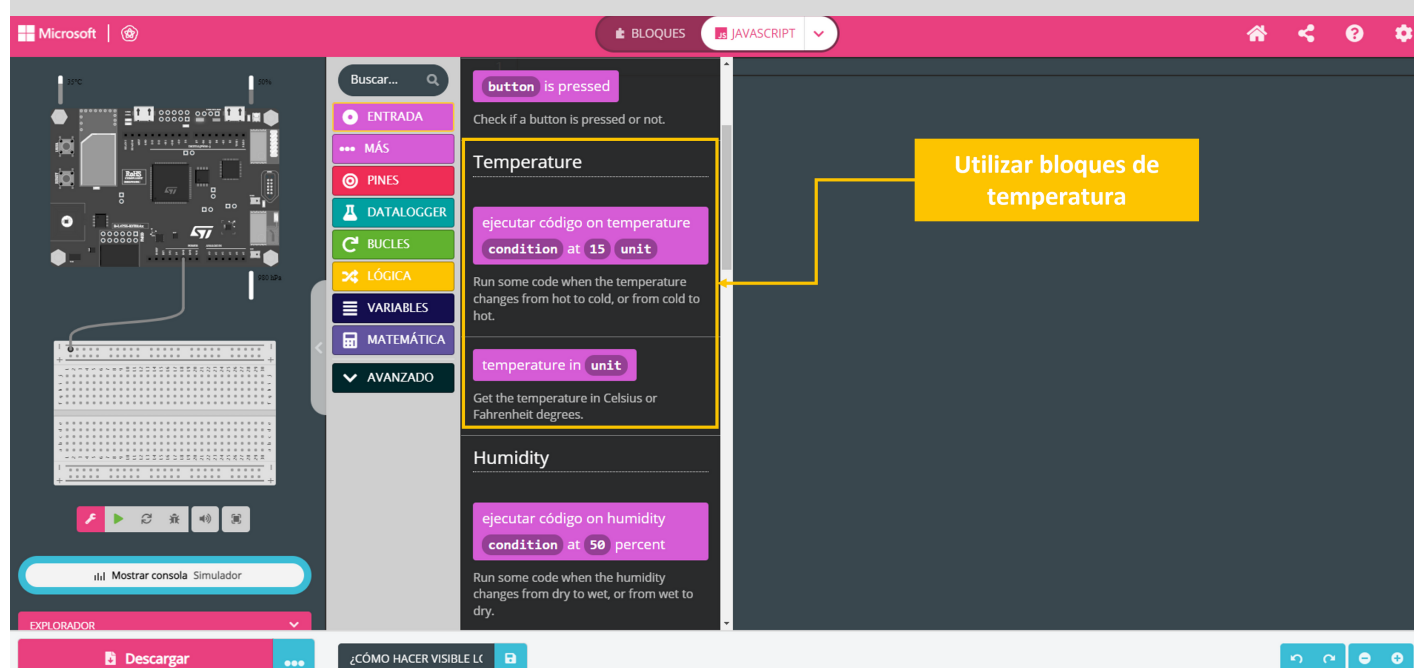 Microsoft
BLOQUES
JS JAVASCRIPT
50%
RoHS
ST
ST
Buscar...
ENTRADA
MÁS
PINES
DATALOGGER
BUCLES
LÓGICA
VARIABLES
MATEMÁTICA
AVANZADO
button is pressed
Check if a button is pressed or not.
Temperature
ejecutar código on temperature
condition at 15 unit
Run some code when the temperature
changes from hot to cold, or from cold to
hot.
temperature in unit
Get the temperature in Celsius or
Fahrenheit degrees.
Humidity
ejecutar código on humidity
condition at 50 percent
Run some code when the humidity
changes from dry to wet, or from wet to
dry.
Utilizar bloques de
temperatura
Mostrar consola Simulador
EXPLORADOR
Descargar
¿CÓMO HACER VISIBLE